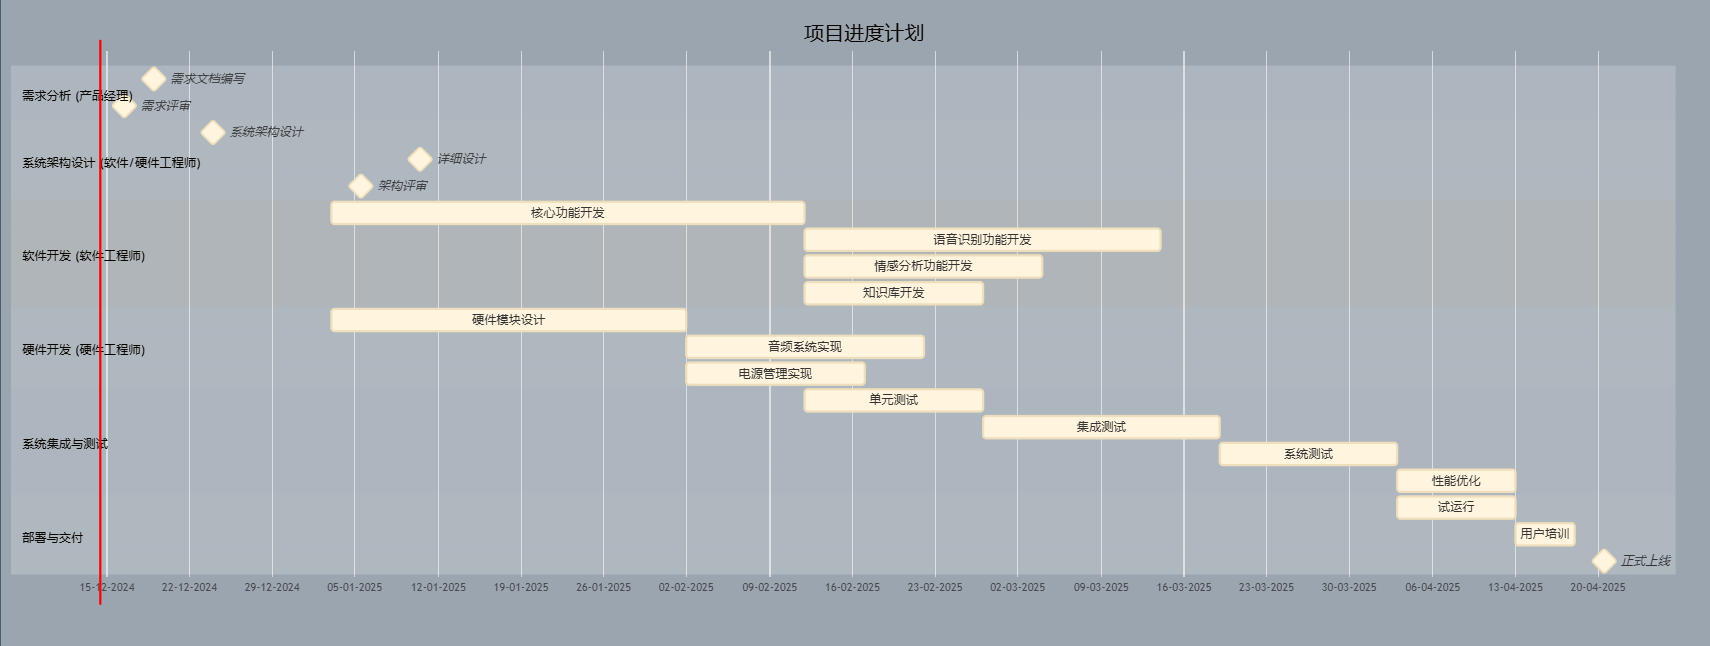 项目进度计划
需求分析 (产品经理)
需求文档编写
需求评审
系统架构设计 (软件/硬件工程师)
系统架构设计
详细设计
架构评审
软件开发 (软件工程师)
核心功能开发
语音识别功能开发
情感分析功能开发
知识库开发
硬件开发 (硬件工程师)
硬件模块设计
音频系统实现
电源管理实现
系统集成与测试
单元测试
集成测试
系统测试
性能优化
部署与交付
试运行
用户培训
正式上线
15-12-2024 22-12-2024 29-12-2024 05-01-2025 12-01-2025 19-01-2025 26-01-2025 02-02-2025 09-02-2025 16-02-2025 23-02-2025 02-03-2025 09-03-2025 16-03-2025 23-03-2025 30-03-2025 06-04-2025 13-04-2025 20-04-2025